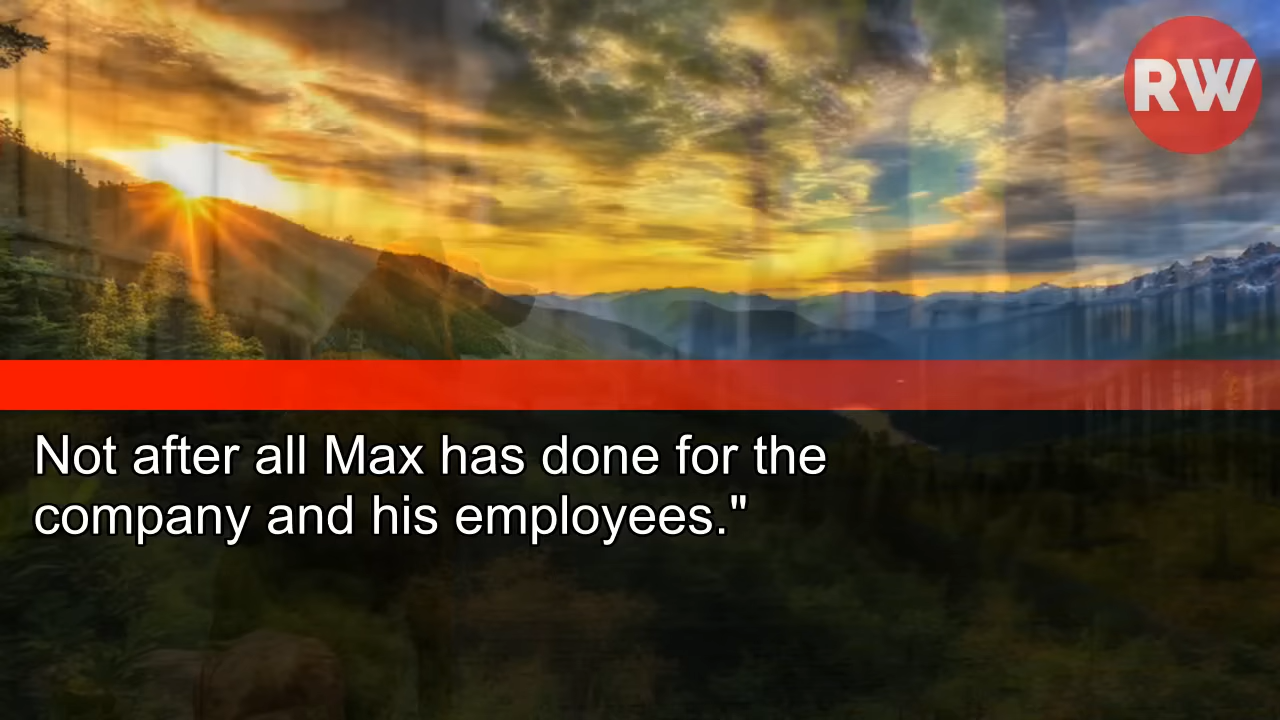 RW
Not after all Max has done for the
company and his employees."